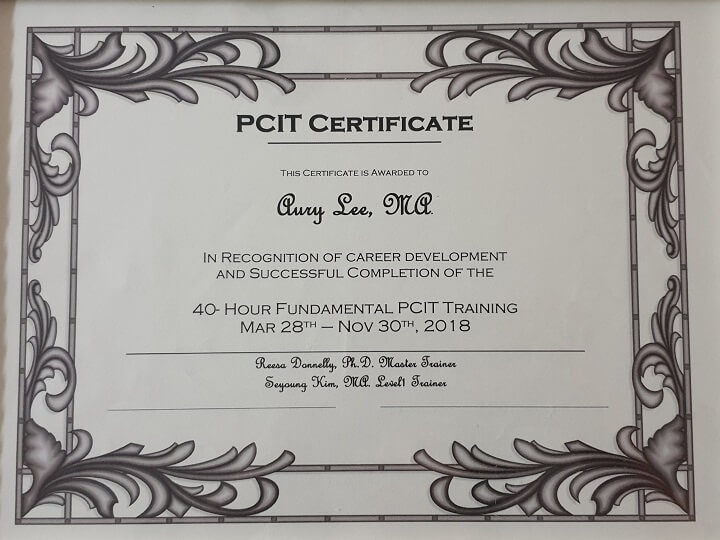 PCIT CERTIFICATE
THIS CERTIFICATE IS AWARDED TO
Aury Lee, MA.
IN RECOGNITION OF CAREER DEVELOPMENT
AND SUCCESSFUL COMPLETION OF THE
40- HOUR FUNDAMENTAL PCIT TRAINING
MAR 28TH – NOV 30TH, 2018
Reesa Donnelly, Ph.D. Master Trainer
Seyoung Kim, MA. Level1 Trainer